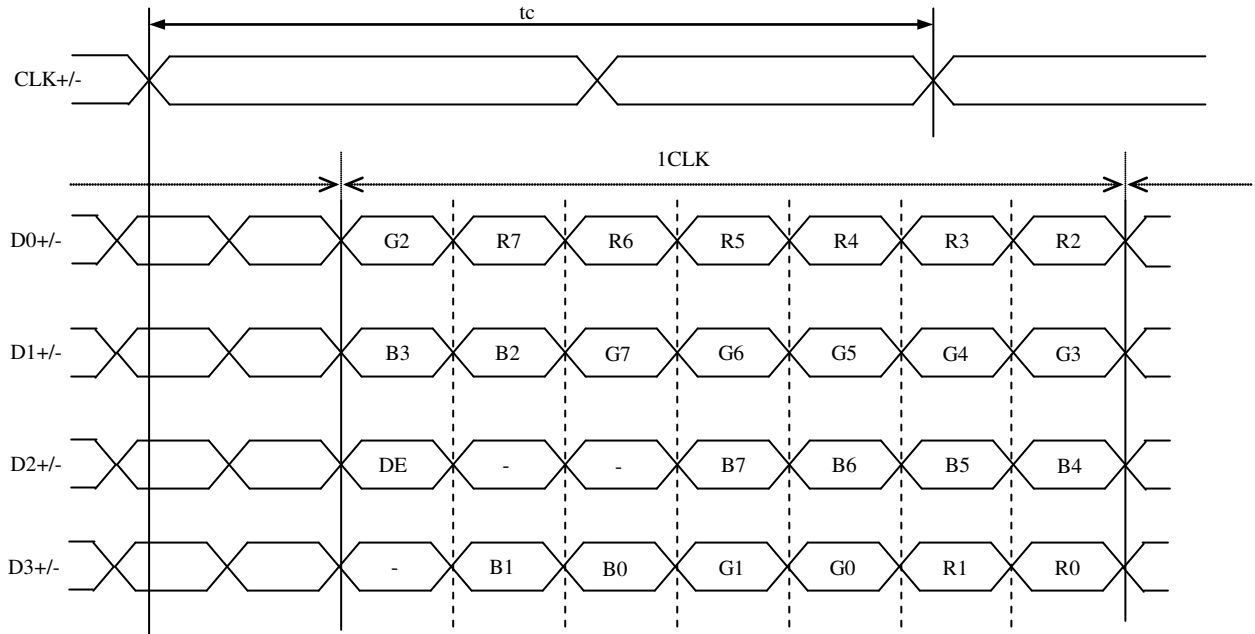 tc
CLK+/-
1CLK
D0+/- G2 R7 R6 R5 R4 R3 R2
D1+/- B3 B2 G7 G6 G5 G4 G3
D2+/- DE - - B7 B6 B5 B4
D3+/- - B1 B0 G1 G0 R1 R0